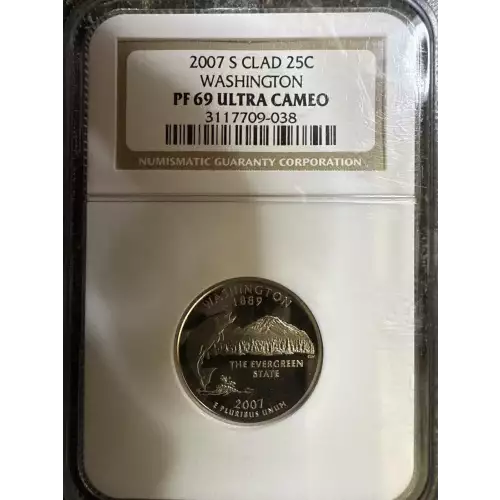 2007 S CLAD 25C
WASHINGTON
PF 69 ULTRA CAMEO
3117709-038
NUMISMATIC GUARANTY CORPORATION
WASHINGTON
1889
THE EVERGREEN
STATE
2007
E PLURIBUS UNUM